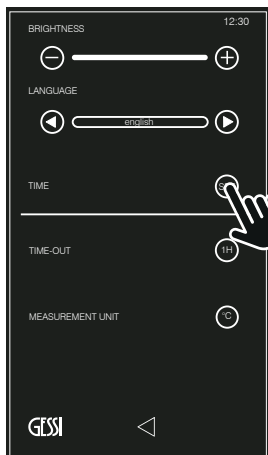 12:30
BRIGHTNESS
LANGUAGE
english
TIME
TIME-OUT
1H
MEASUREMENT UNIT
°C
GESSI